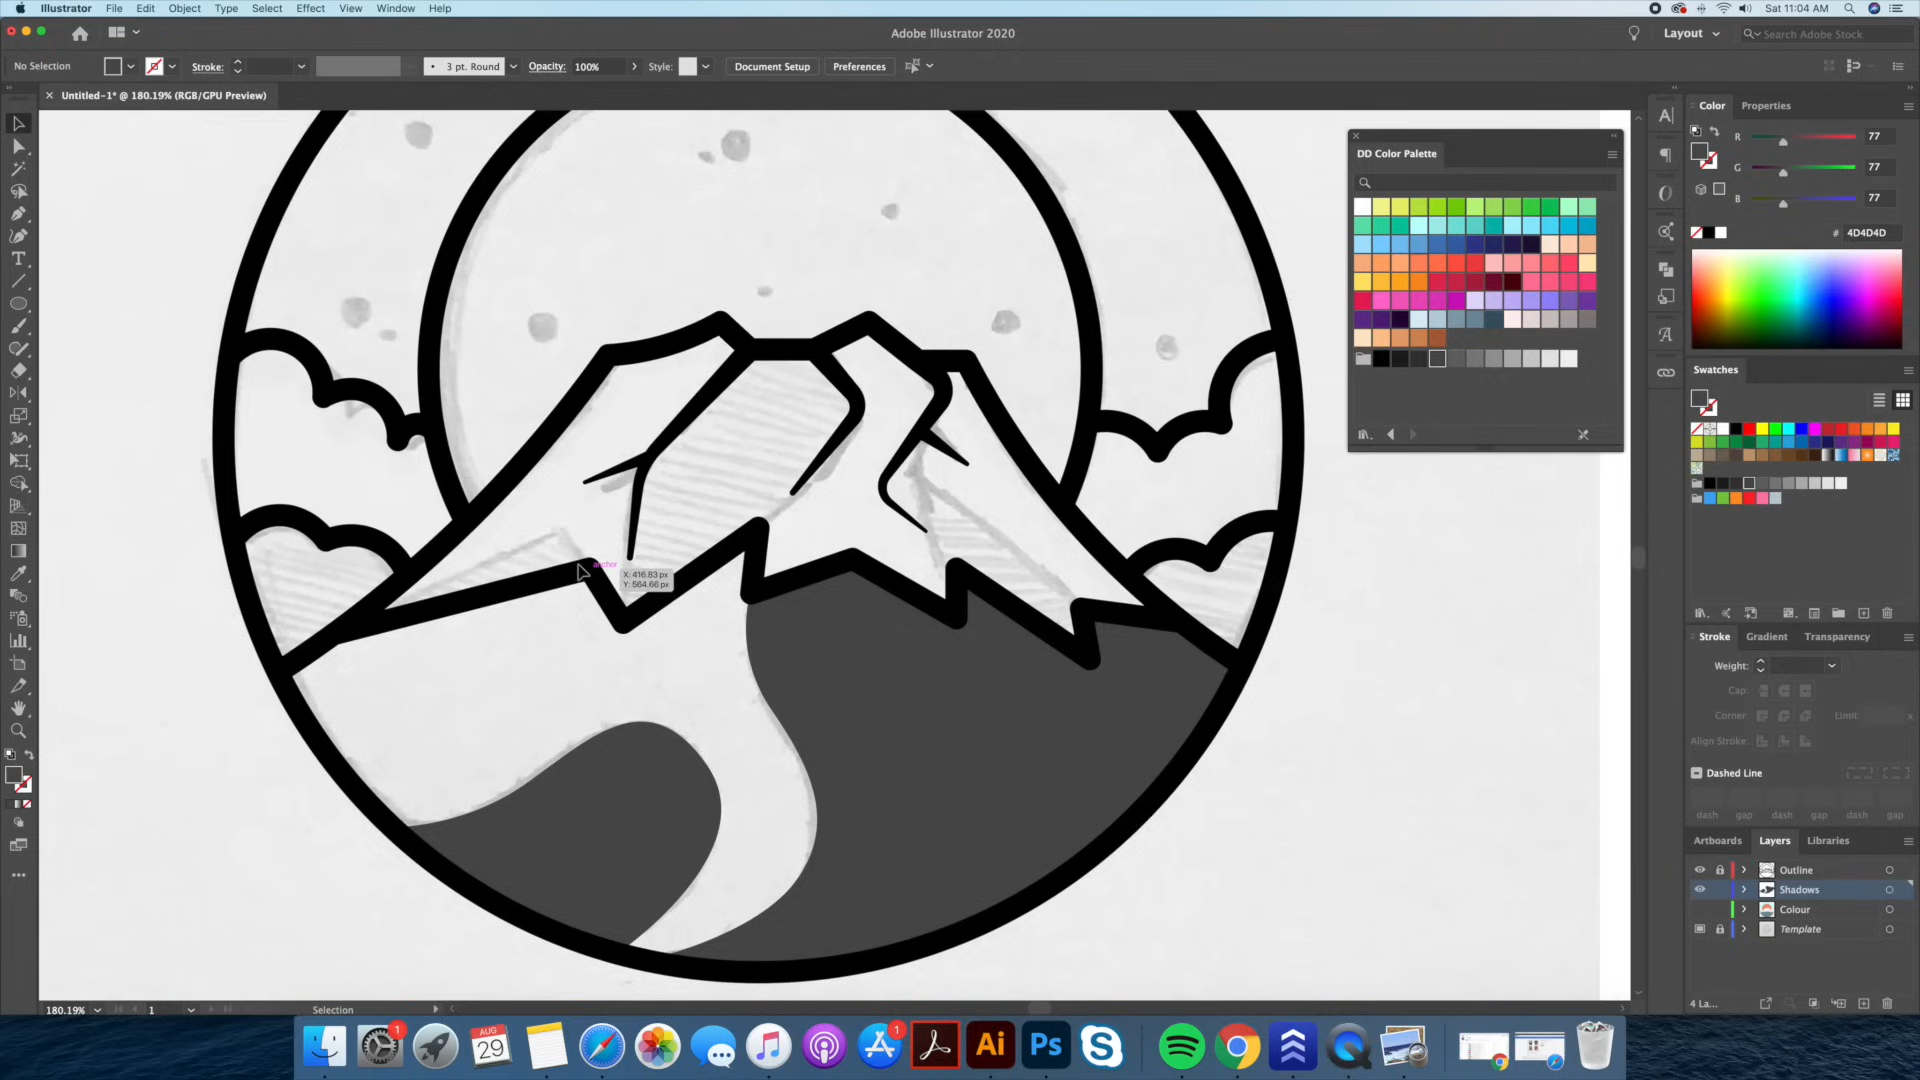 Illustrator File Edit Object Type Select Effect View Window Help
Sat 11:04 AM
Adobe Illustrator 2020
Layout
Search Adobe Stock
No Selection
Stroke:
3 pt. Round
Opacity: 100%
Style:
Document Setup
Preferences
Untitled-1* @ 180.19% (RGB/GPU Preview)
Color Properties
R 77
G 77
B 77
# 4D4D4D
DD Color Palette
Swatches
anchor
X: 416.83 px
Y: 564.66 px
Stroke Gradient Transparency
Weight:
Cap:
Corner: Limit: x
Align Stroke:
Dashed Line
dash gap dash gap dash gap
Artboards Layers Libraries
Outline
Shadows
Colour
Template
4 La...
180.19% 1 Selection
1
AUG
29
1
Ai
Ps